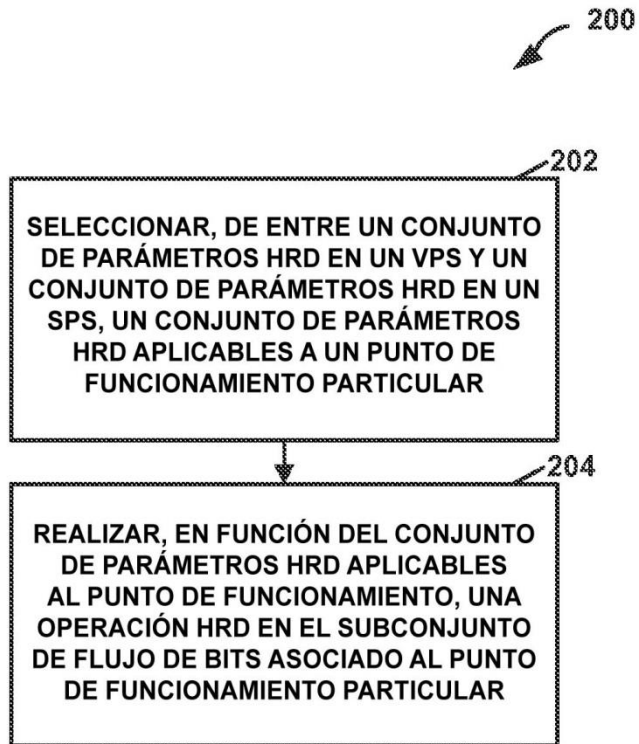 200
202
SELECCIONAR, DE ENTRE UN CONJUNTO
DE PARÁMETROS HRD EN UN VPS Y UN
CONJUNTO DE PARÁMETROS HRD EN UN
SPS, UN CONJUNTO DE PARÁMETROS
HRD APLICABLES A UN PUNTO DE
FUNCIONAMIENTO PARTICULAR
204
REALIZAR, EN FUNCIÓN DEL CONJUNTO
DE PARÁMETROS HRD APLICABLES
AL PUNTO DE FUNCIONAMIENTO, UNA
OPERACIÓN HRD EN EL SUBCONJUNTO
DE FLUJO DE BITS ASOCIADO AL PUNTO
DE FUNCIONAMIENTO PARTICULAR